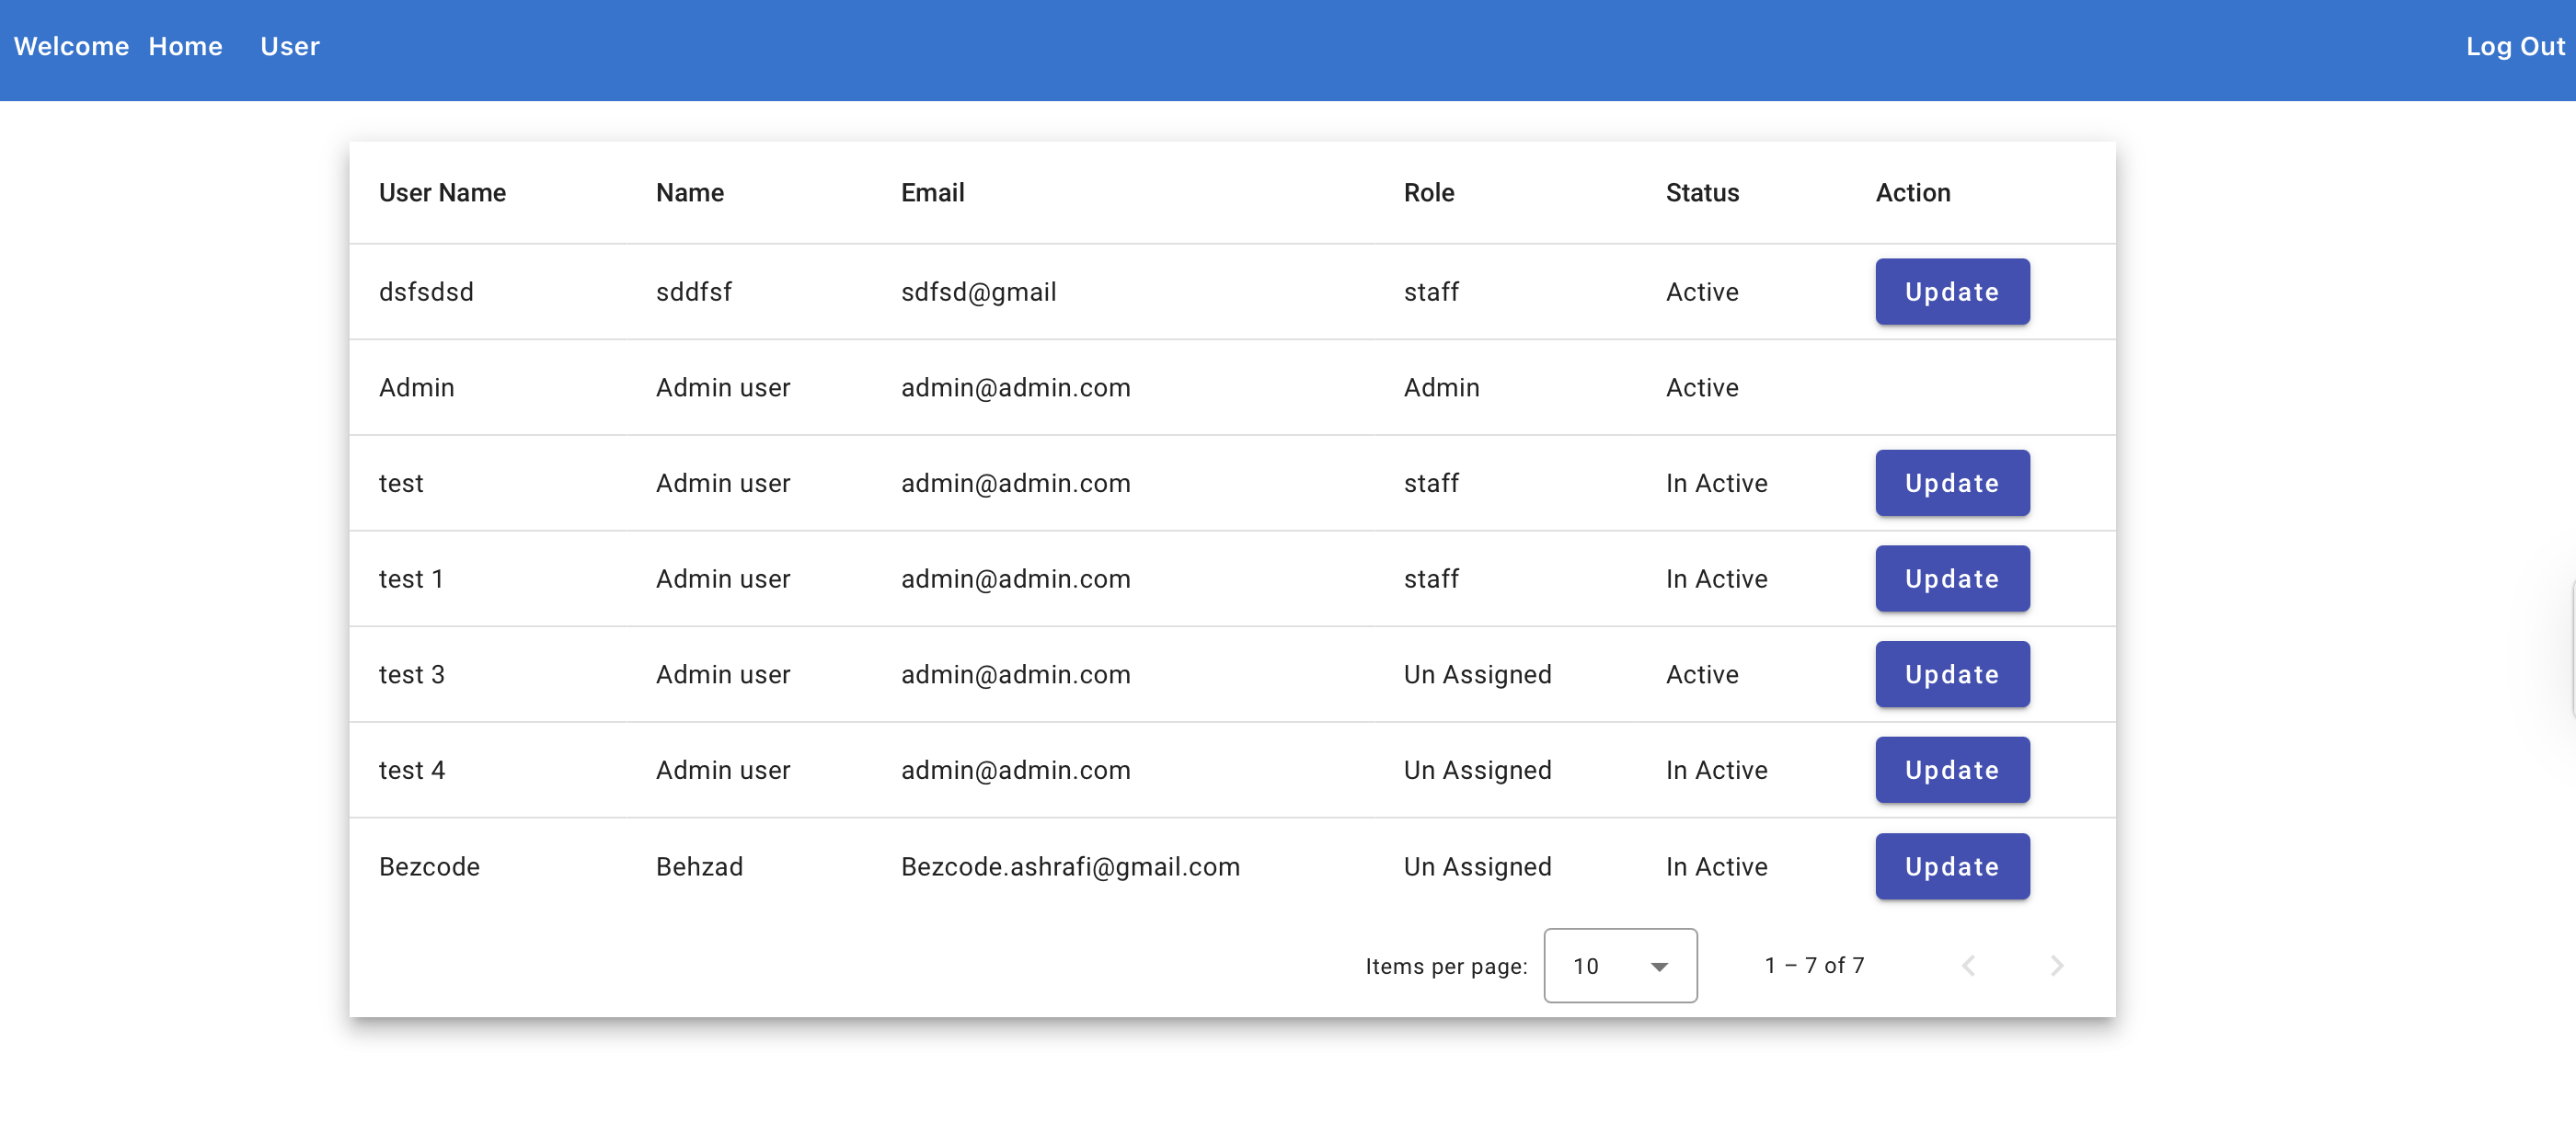 Welcome Home User Log Out
User Name Name Email Role Status Action
dsfsdsd sddfsf sdfsd@gmail staff Active Update
Admin Admin user admin@admin.com Admin Active
test Admin user admin@admin.com staff In Active Update
test 1 Admin user admin@admin.com staff In Active Update
test 3 Admin user admin@admin.com Un Assigned Active Update
test 4 Admin user admin@admin.com Un Assigned In Active Update
Bezcode Behzad Bezcode.ashrafi@gmail.com Un Assigned In Active Update
Items per page: 10 1 – 7 of 7